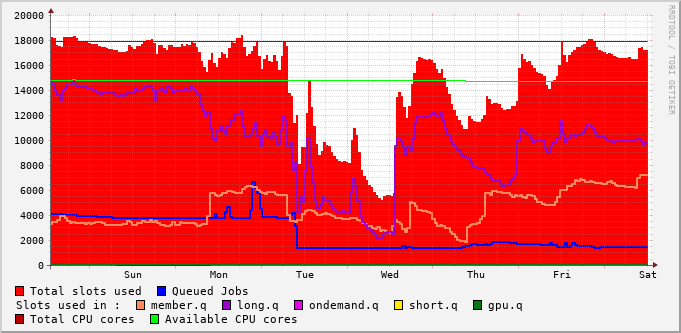 20000
18000
16000
14000
12000
10000
8000
6000
4000
2000
0
Sun Mon Tue Wed Thu Fri Sat
Total slots used Queued Jobs
Slots used in : member.q long.q ondemand.q short.q gpu.q
Total CPU cores Available CPU cores
RRDTOOL / TOBI OETIKER